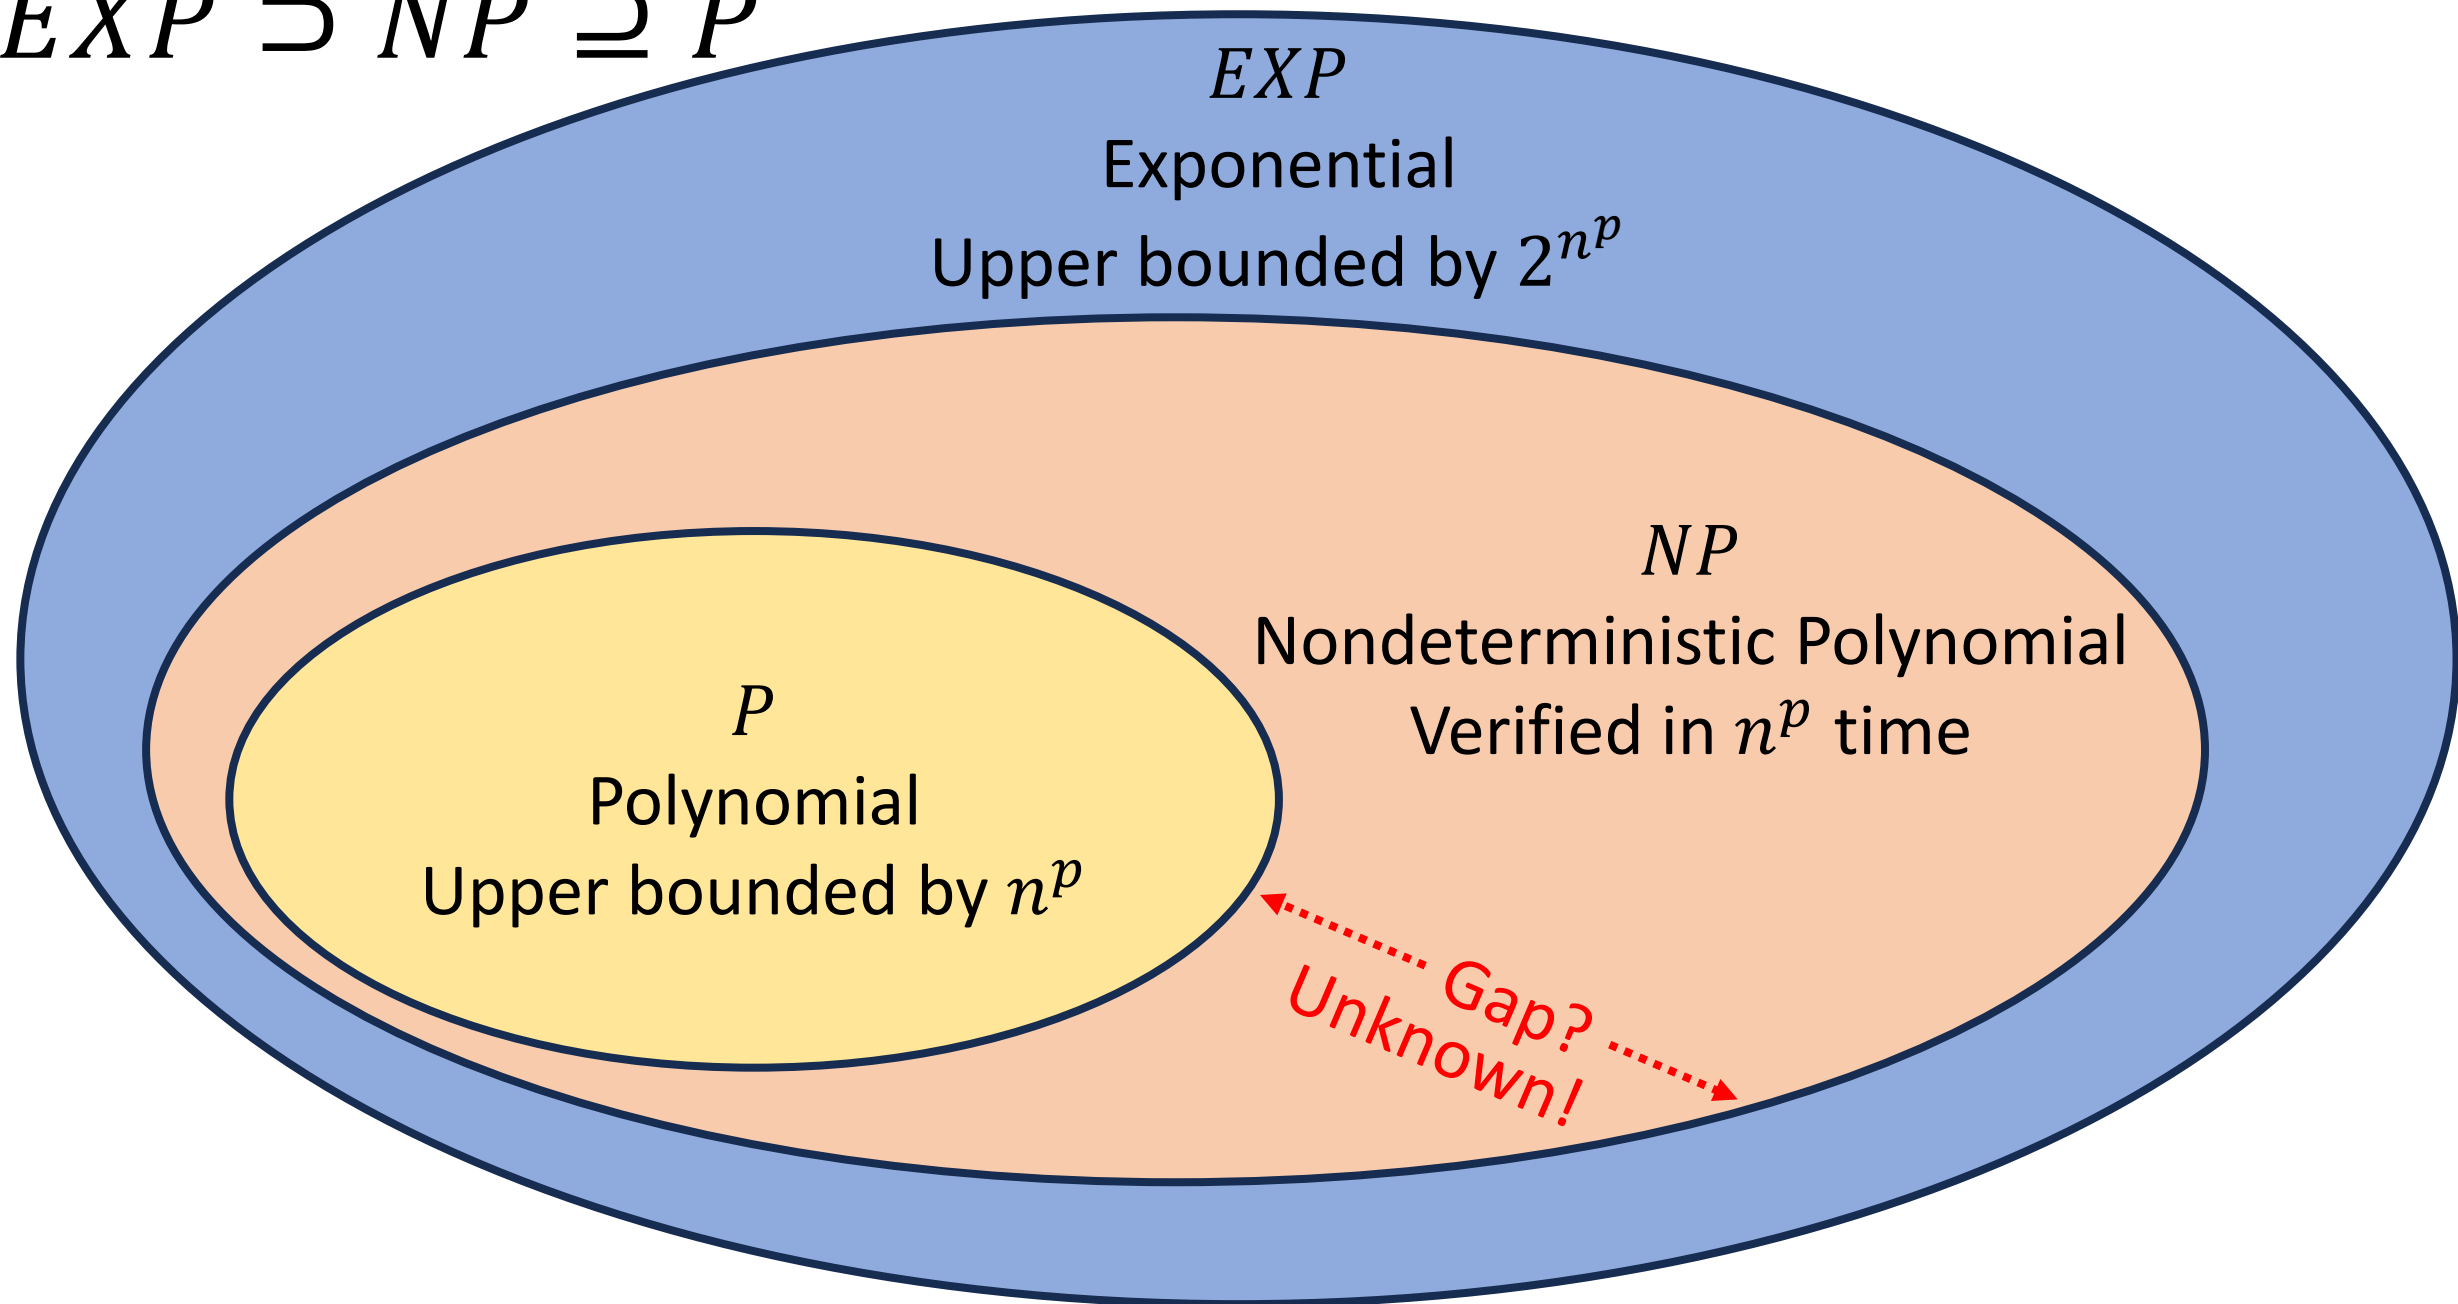 𝐸𝑋𝑃 ⊃ 𝑁𝑃 ⊇ 𝑃
𝐸𝑋𝑃
Exponential
Upper bounded by 2^{n^p}
𝑁𝑃
Nondeterministic Polynomial
Verified in n^p time
𝑃
Polynomial
Upper bounded by n^p
Gap?
Unknown!